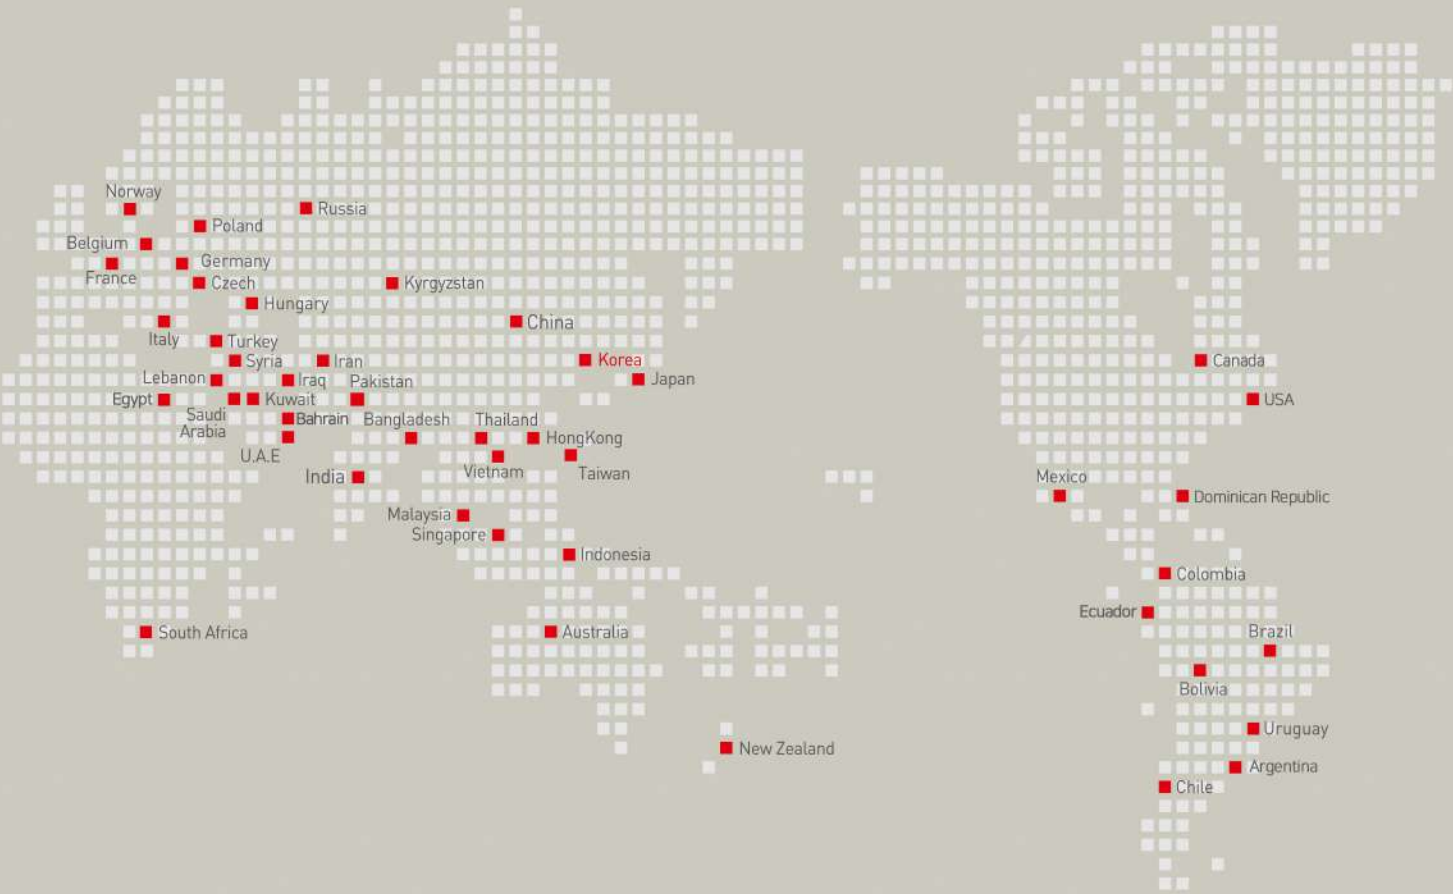 Norway
Russia
Poland
Belgium
Germany
France
Czech
Kyrgyzstan
Hungary
China
Italy
Turkey
Syria
Iran
Korea
Canada
Lebanon
Iraq
Pakistan
Japan
Egypt
Kuwait
USA
Saudi
Arabia
Bahrain
Bangladesh
Thailand
HongKong
U.A.E
Vietnam
Taiwan
India
Mexico
Dominican Republic
Malaysia
Singapore
Indonesia
Colombia
Ecuador
South Africa
Australia
Brazil
Bolivia
Uruguay
New Zealand
Argentina
Chile